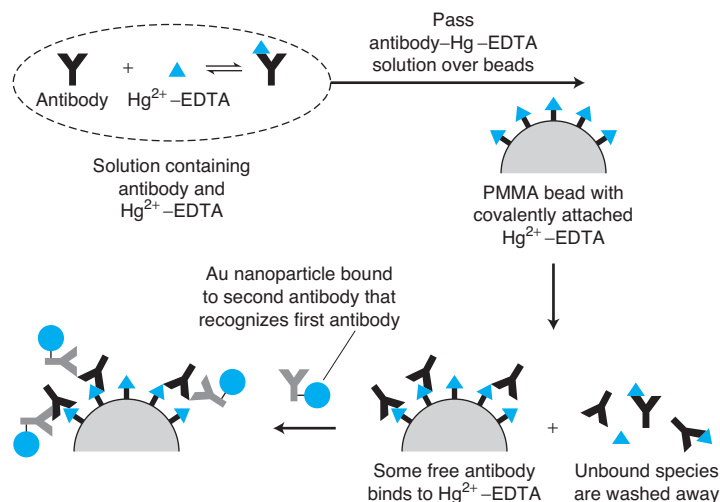 Pass
antibody–Hg–EDTA
solution over beads
+
Antibody
Hg²⁺–EDTA
Solution containing
antibody and
Hg²⁺–EDTA
PMMA bead with
covalently attached
Hg²⁺–EDTA
Au nanoparticle bound
to second antibody that
recognizes first antibody
+
Some free antibody
binds to Hg²⁺–EDTA
Unbound species
are washed away